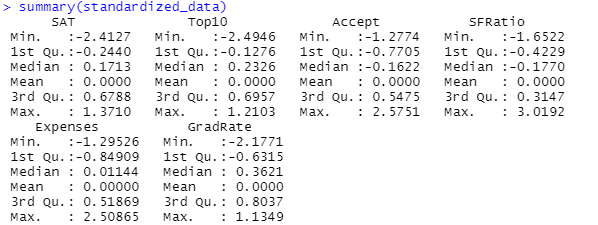 > summary(standardized_data)
      SAT              Top10             Accept           SFRatio
 Min.   :-2.4127   Min.   :-2.4946   Min.   :-1.2774   Min.   :-1.6522
 1st Qu.:-0.2440   1st Qu.:-0.1276   1st Qu.:-0.7705   1st Qu.:-0.4229
 Median : 0.1713   Median : 0.2326   Median :-0.1622   Median :-0.1770
 Mean   : 0.0000   Mean   : 0.0000   Mean   : 0.0000   Mean   : 0.0000
 3rd Qu.: 0.6788   3rd Qu.: 0.6957   3rd Qu.: 0.5475   3rd Qu.: 0.3147
 Max.   : 1.3710   Max.   : 1.2103   Max.   : 2.5751   Max.   : 3.0192
    Expenses           GradRate
 Min.   :-1.29526   Min.   :-2.1771
 1st Qu.:-0.84909   1st Qu.:-0.6315
 Median : 0.01144   Median : 0.3621
 Mean   : 0.00000   Mean   : 0.0000
 3rd Qu.: 0.51869   3rd Qu.: 0.8037
 Max.   : 2.50865   Max.   : 1.1349